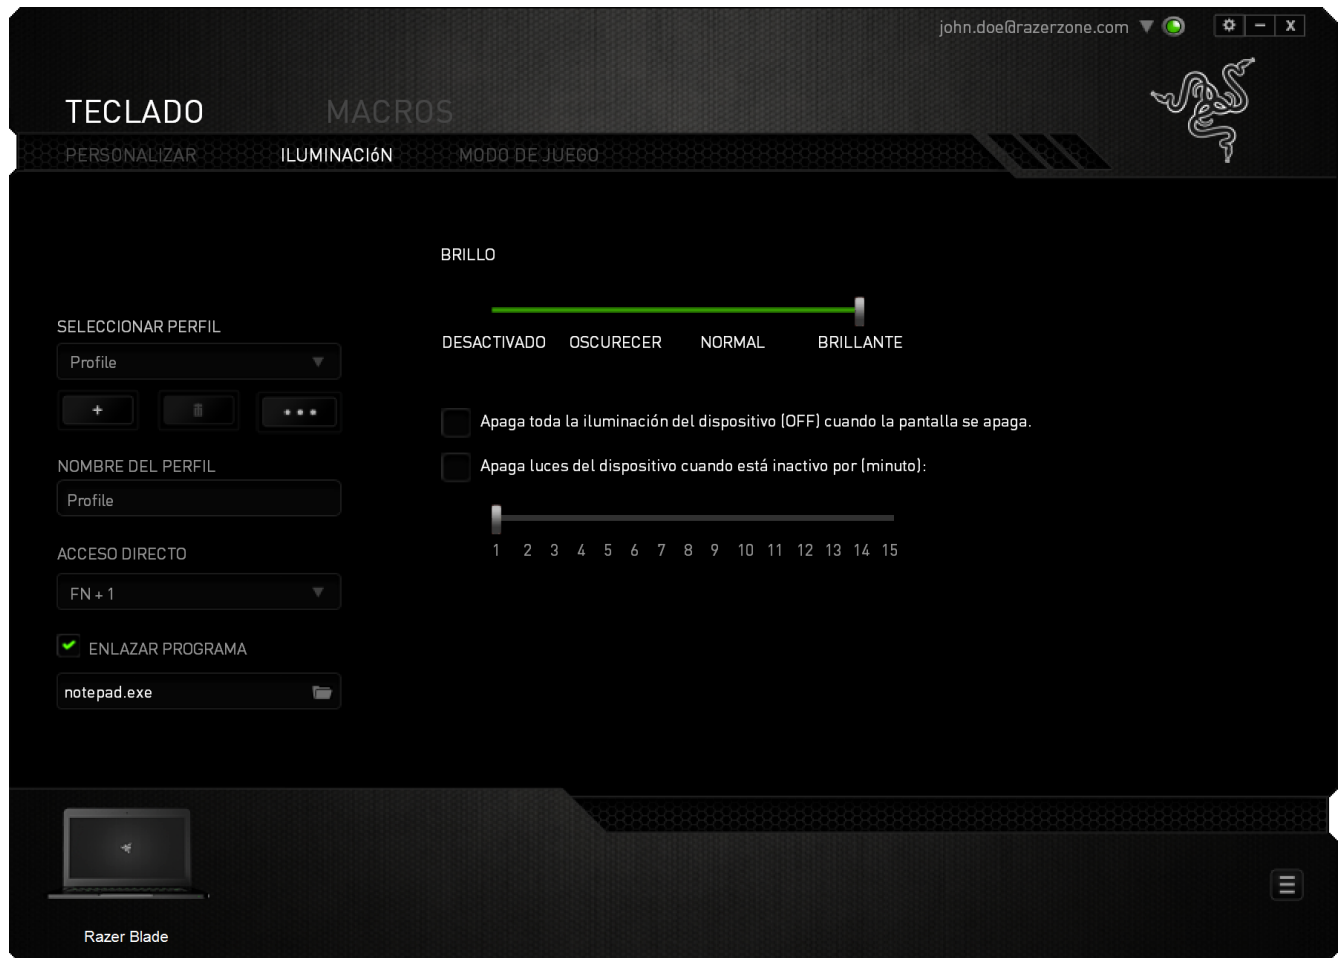 john.doe@razerzone.com
X
TECLADO MACROS
PERSONALIZAR ILUMINACIóN MODO DE JUEGO
BRILLO
DESACTIVADO OSCURECER NORMAL BRILLANTE
SELECCIONAR PERFIL
Profile
+
NOMBRE DEL PERFIL
Profile
ACCESO DIRECTO
FN + 1
ENLAZAR PROGRAMA
notepad.exe
Apaga toda la iluminación del dispositivo (OFF) cuando la pantalla se apaga.
Apaga luces del dispositivo cuando está inactivo por (minuto):
1 2 3 4 5 6 7 8 9 10 11 12 13 14 15
Razer Blade